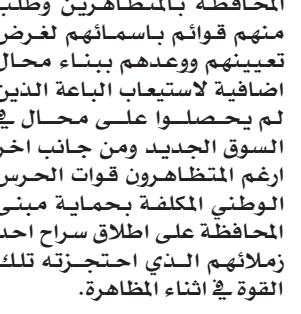 المحافظة بالمتظاهرين وطلب
منهم قوائم باسمائهم لغرض
تعيينهم ووعدهم ببناء محال
اضافية لاستيعاب الباعة الذين
لم يحصلوا على محال في
السوق الجديد ومن جانب اخر
ارغم المتظاهرون قوات الحرس
الوطني المكلفة بحماية مبنى
المحافظة على اطلاق سراح احد
زملائهم الذي احتجزته تلك
القوة في اثناء المظاهرة.